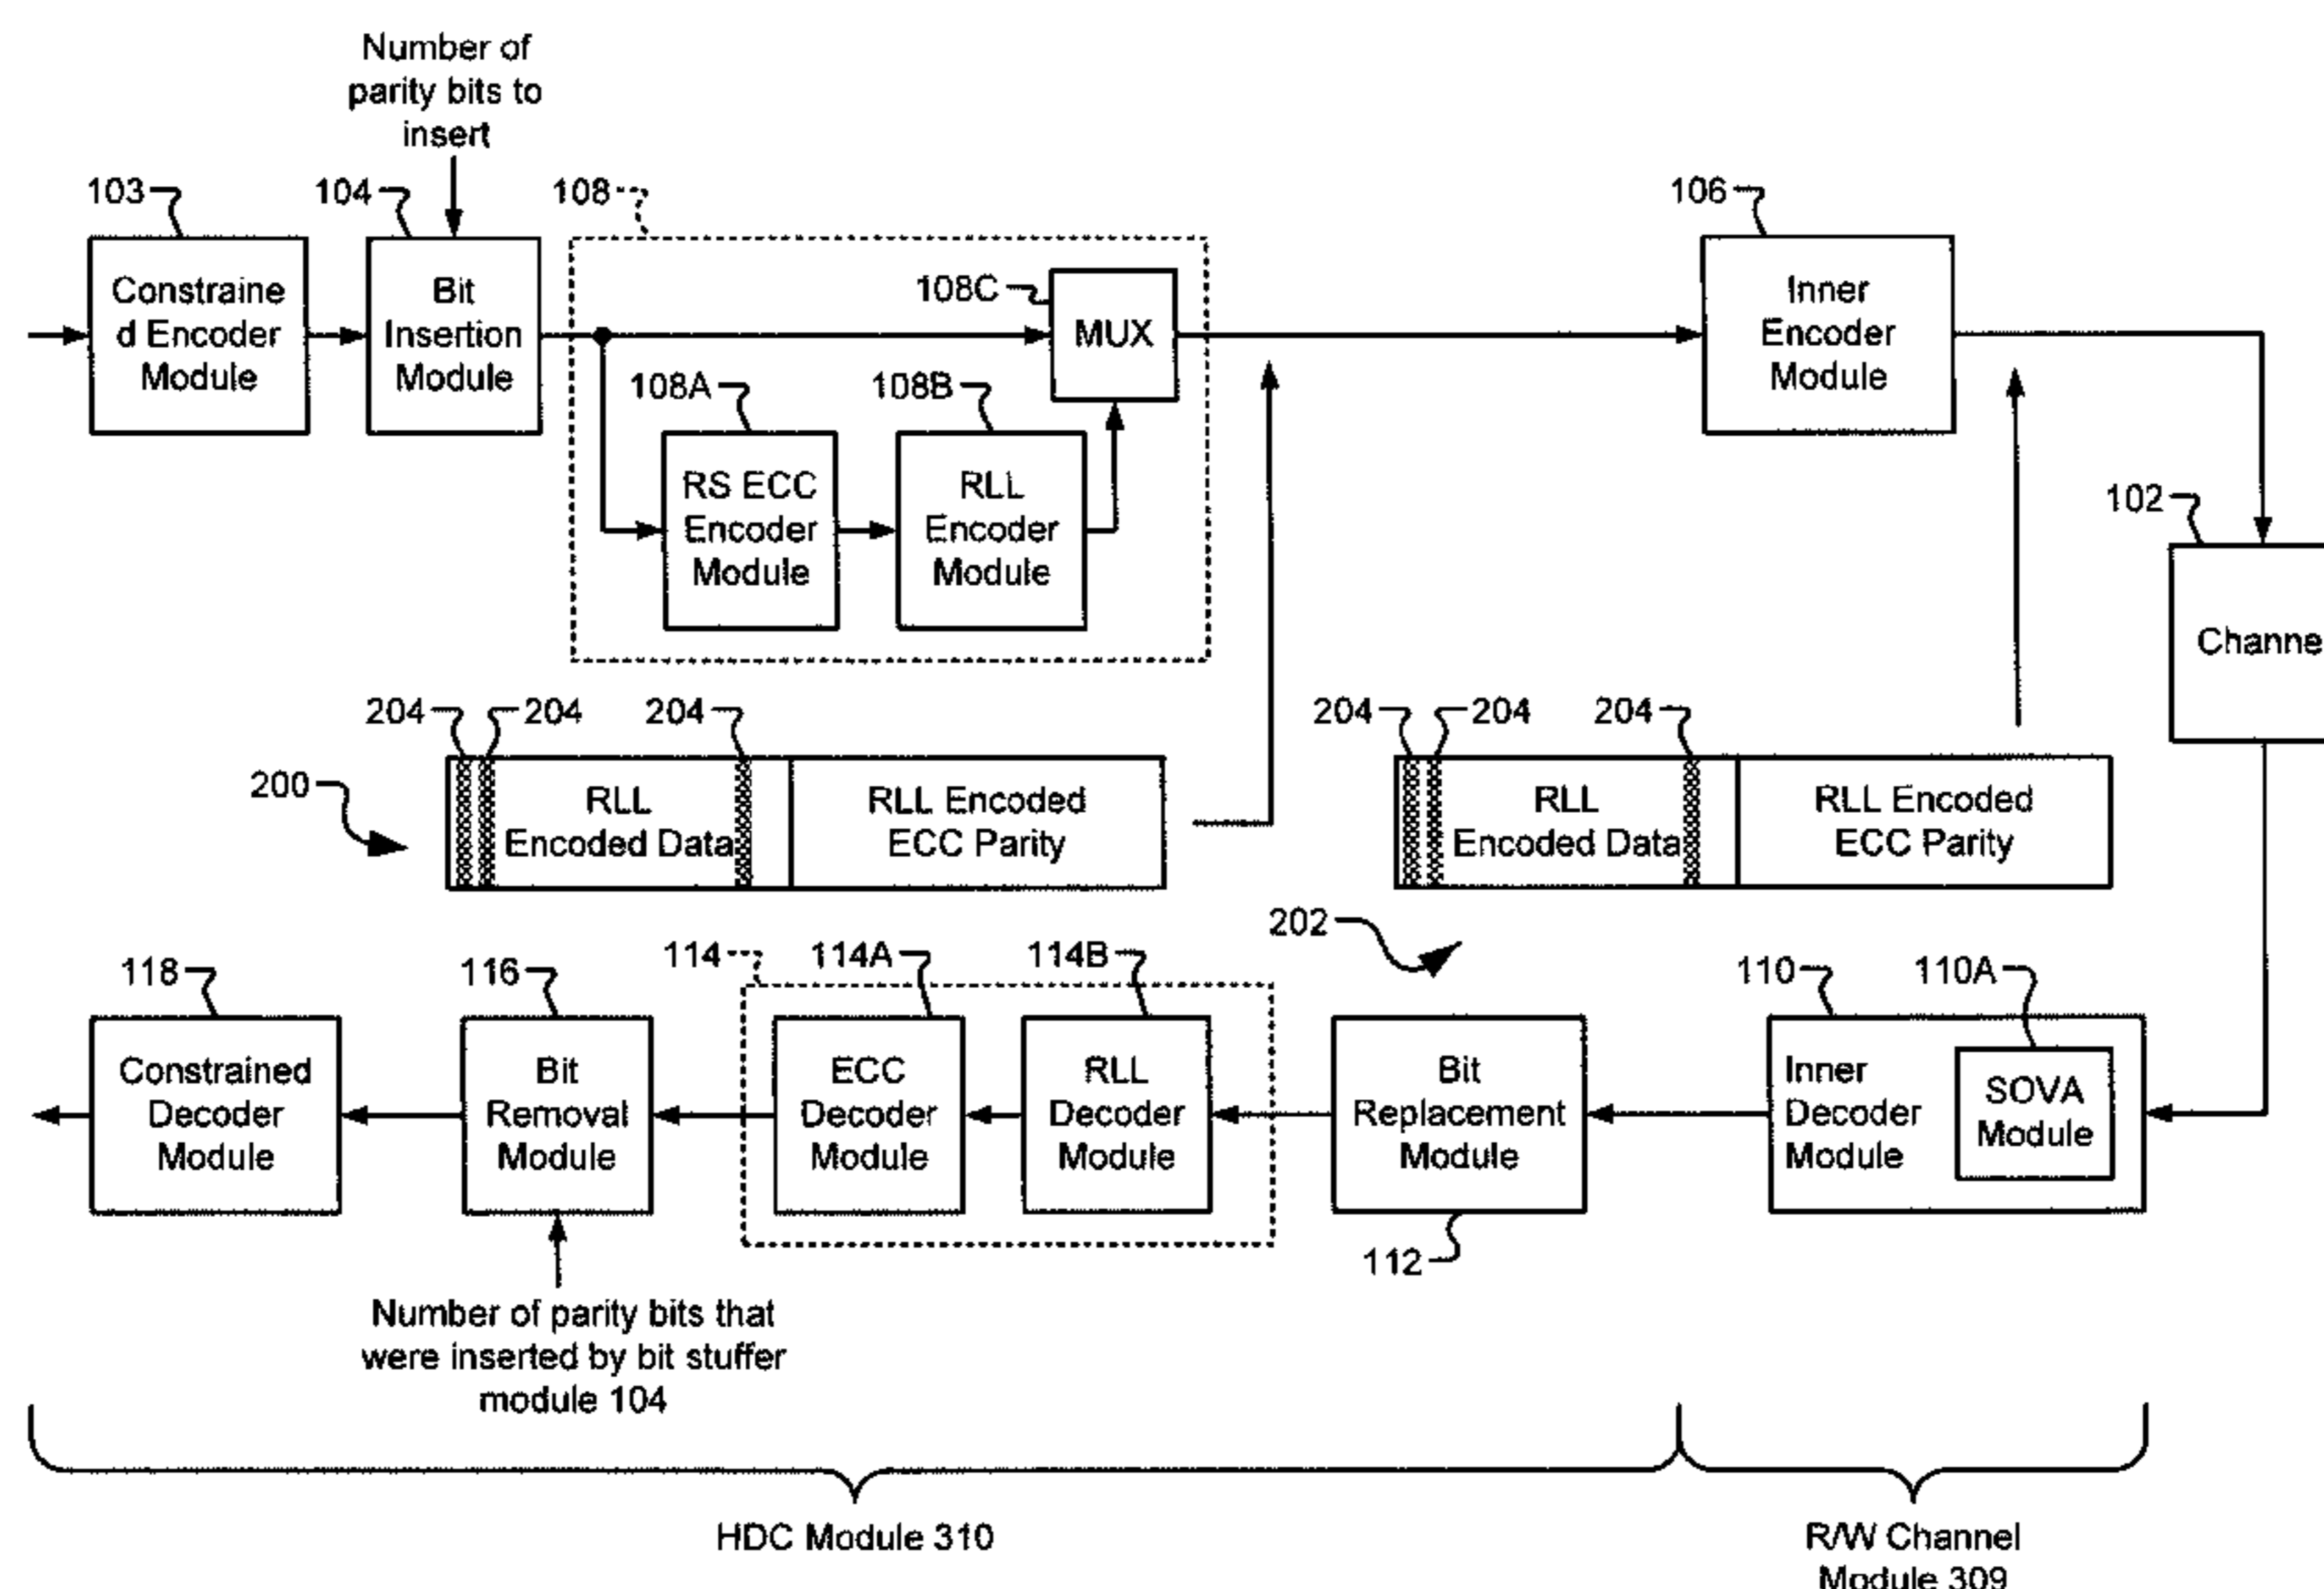 Number of
parity bits to
insert
103
104
108
106
Constraine
d Encoder
Module
Bit
Insertion
Module
108C
MUX
Inner
Encoder
Module
108A
108B
RS ECC
Encoder
Module
RLL
Encoder
Module
102
Channe
204
204
204
204
204
204
200
RLL
Encoded Data
RLL Encoded
ECC Parity
RLL
Encoded Data
RLL Encoded
ECC Parity
202
118
116
114
114A
114B
110
110A
Constrained
Decoder
Module
Bit
Removal
Module
ECC
Decoder
Module
RLL
Decoder
Module
Bit
Replacement
Module
Inner
Decoder
Module
SOVA
Module
112
Number of parity bits that
were inserted by bit stuffer
module 104
HDC Module 310
R/W Channel
Module 309